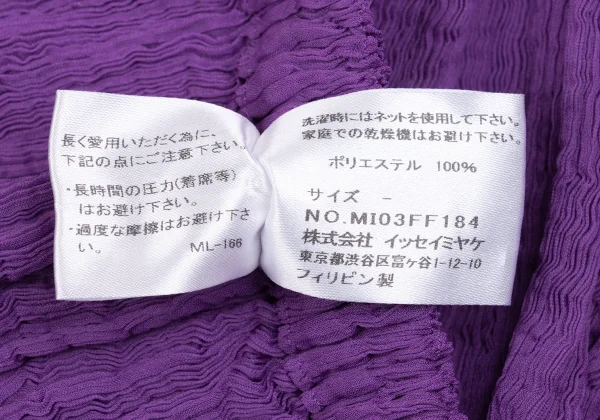 長く愛用いただく為に、
下記の点にご注意下さい。
・長時間の圧力(着席等)
はお避け下さい。
・過度な摩擦はお避け下さ
い。
ML-166
洗濯時にはネットを使用して下さい。
家庭での乾燥機はお避け下さい。
ポリエステル 100%
サイズ －
NO.MI03FF184
株式会社 イッセイミヤケ
東京都渋谷区富ヶ谷1-12-10
フィリピン製